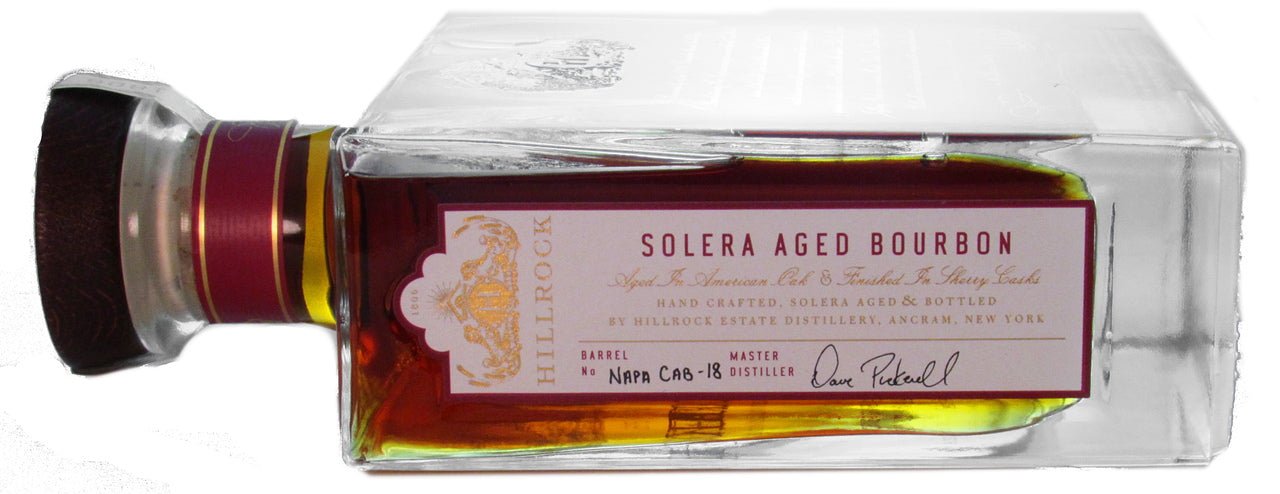 1806
HILLROCK
SOLERA AGED BOURBON
Aged In American Oak & Finished In Sherry Casks
HAND CRAFTED, SOLERA AGED & BOTTLED
BY HILLROCK ESTATE DISTILLERY, ANCRAM, NEW YORK
BARREL
No NAPA CAB-18
MASTER
DISTILLER Dave Pickerell